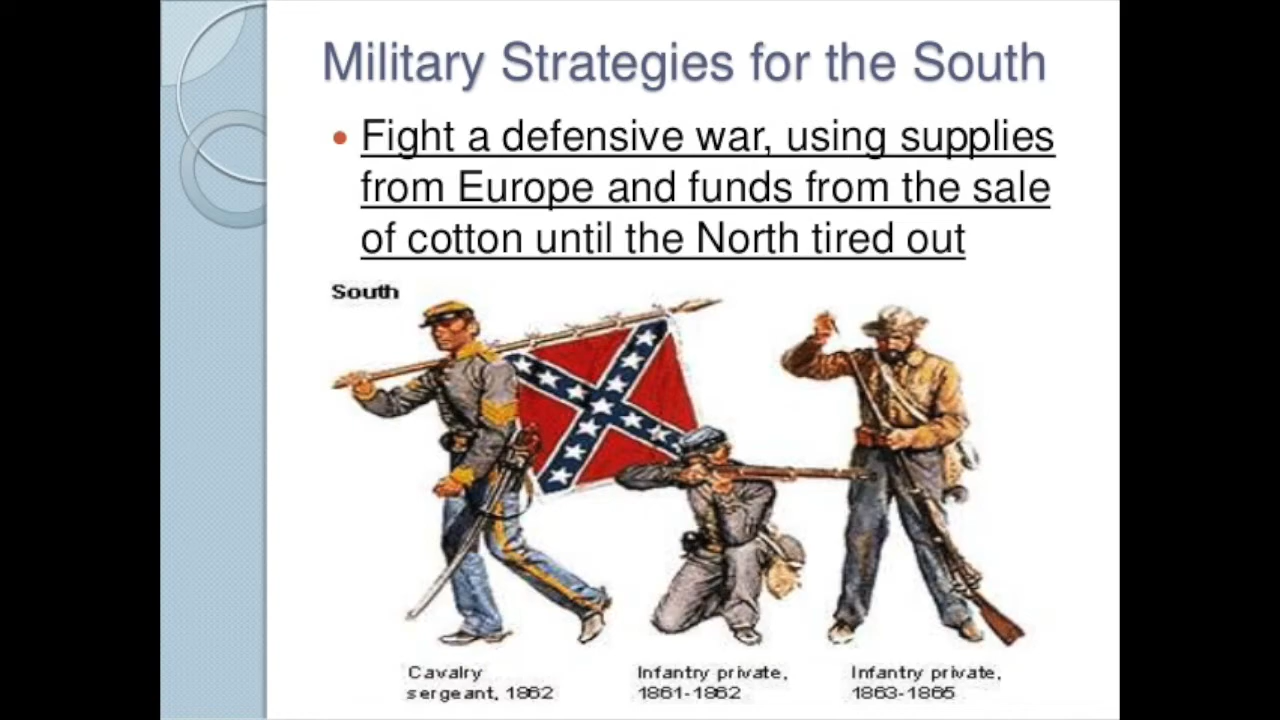 Military Strategies for the South
Fight a defensive war, using supplies
from Europe and funds from the sale
of cotton until the North tired out
South
Cavalry
sergeant, 1862
Infantry private,
1861-1862
Infantry private,
1863-1865